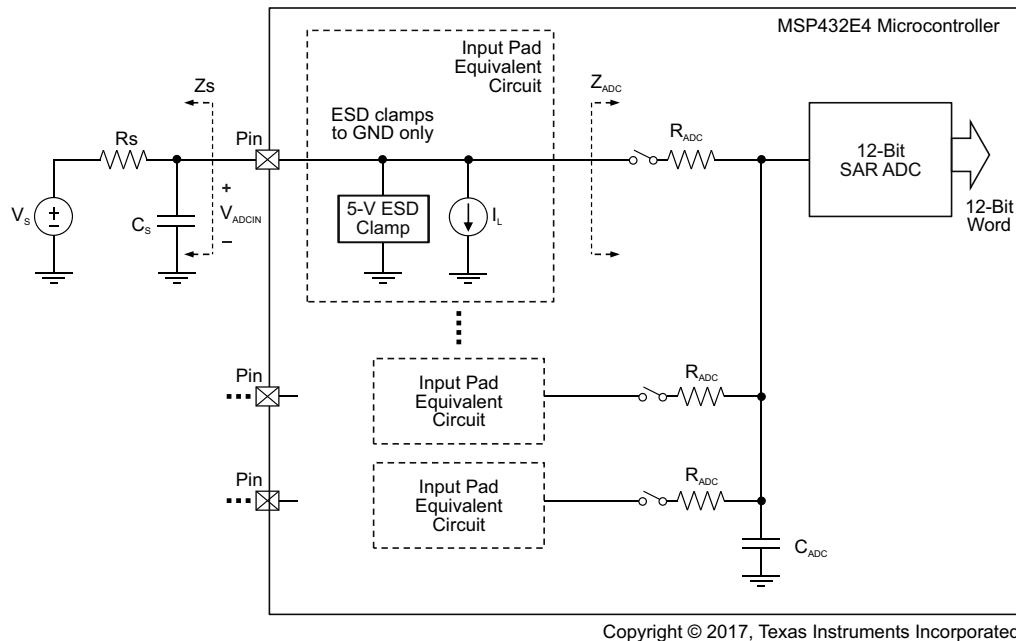 MSP432E4 Microcontroller
Input Pad
Equivalent
Circuit
Zs
ZADC
ESD clamps
to GND only
Rs
Pin
RADC
12-Bit
SAR ADC
VS
+
−
CS
+
VADCIN
−
5-V ESD
Clamp
IL
12-Bit
Word
Pin
Input Pad
Equivalent
Circuit
RADC
Pin
Input Pad
Equivalent
Circuit
RADC
CADC
Copyright © 2017, Texas Instruments Incorporated